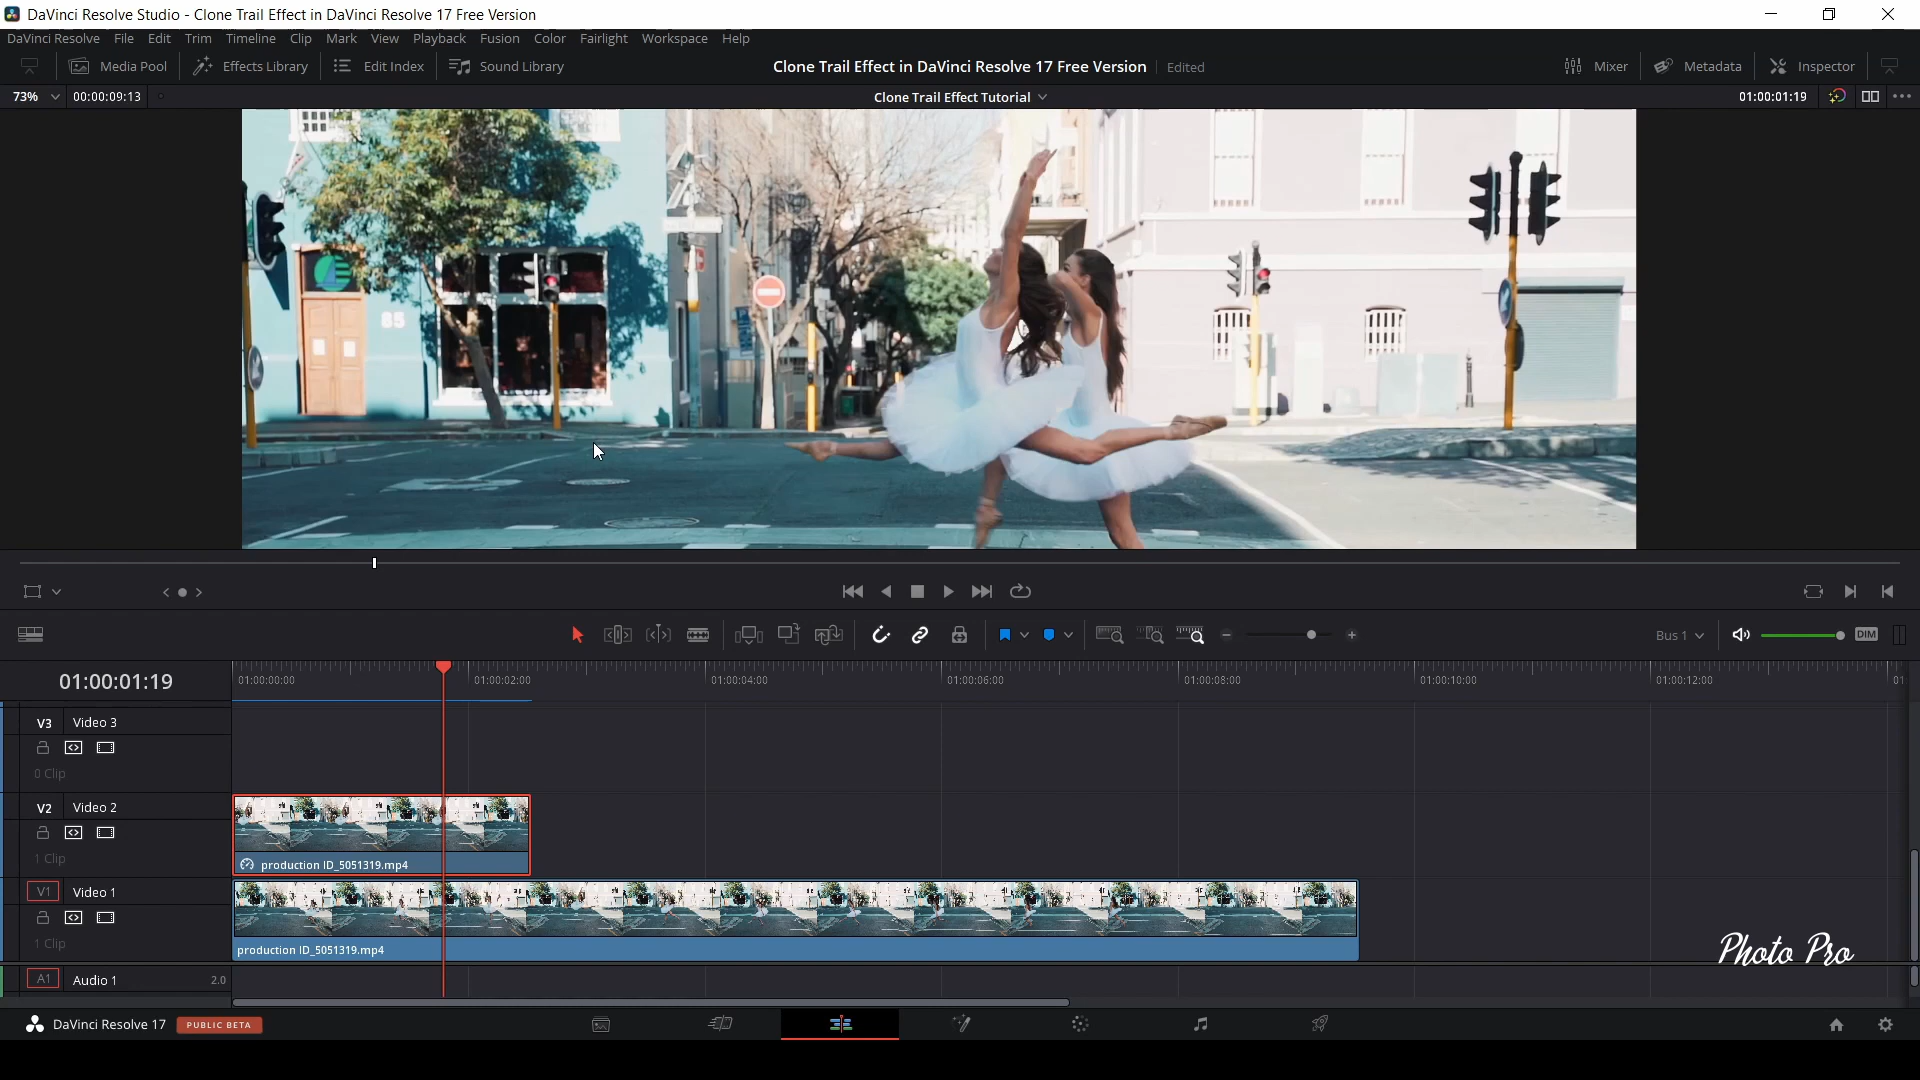 DaVinci Resolve Studio - Clone Trail Effect in DaVinci Resolve 17 Free Version
DaVinci Resolve File Edit Trim Timeline Clip Mark View Playback Fusion Color Fairlight Workspace Help
Media Pool Effects Library Edit Index Sound Library Clone Trail Effect in DaVinci Resolve 17 Free Version Edited Mixer Metadata Inspector
73% 00:00:09:13 Clone Trail Effect Tutorial 01:00:01:19
85
Bus 1 DIM
01:00:01:19 01:00:00:00 01:00:02:00 01:00:04:00 01:00:06:00 01:00:08:00 01:00:10:00 01:00:12:00 01
V3 Video 3
0 Clip
V2 Video 2
1 Clip
production ID_5051319.mp4
V1 Video 1
1 Clip
production ID_5051319.mp4
Photo Pro
A1 Audio 1 2.0
DaVinci Resolve 17 PUBLIC BETA